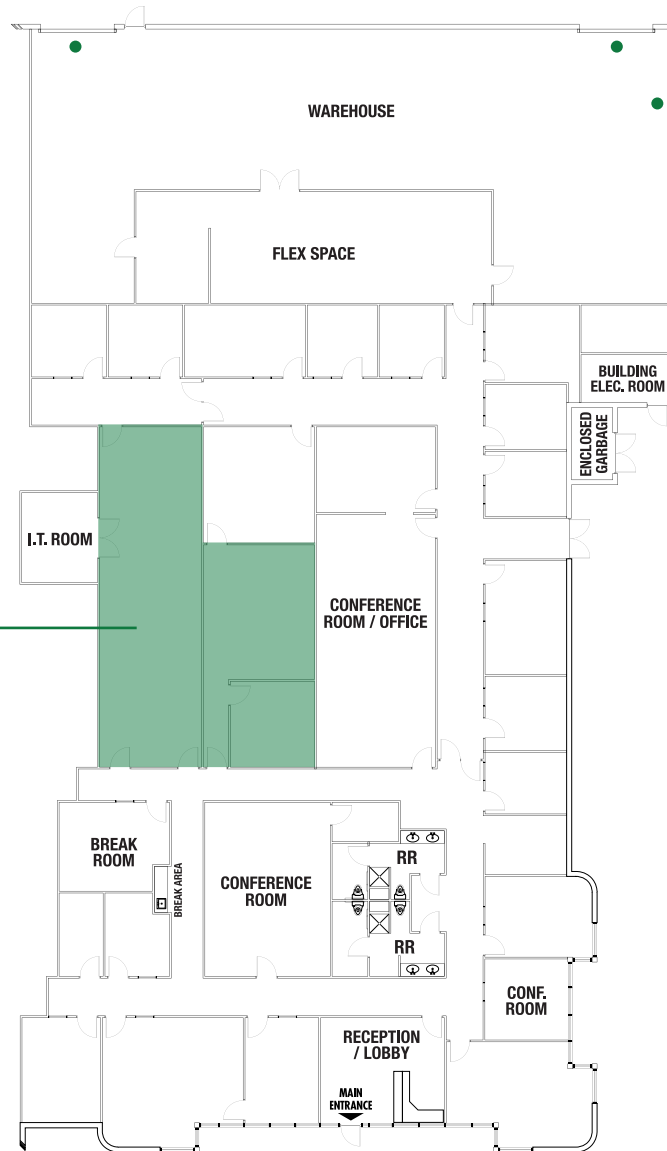 WAREHOUSE
FLEX SPACE
BUILDING
ELEC. ROOM
ENCLOSED
GARBAGE
I.T. ROOM
CONFERENCE
ROOM / OFFICE
BREAK
ROOM
BREAK AREA
CONFERENCE
ROOM
RR
RR
CONF.
ROOM
RECEPTION
/ LOBBY
MAIN
ENTRANCE